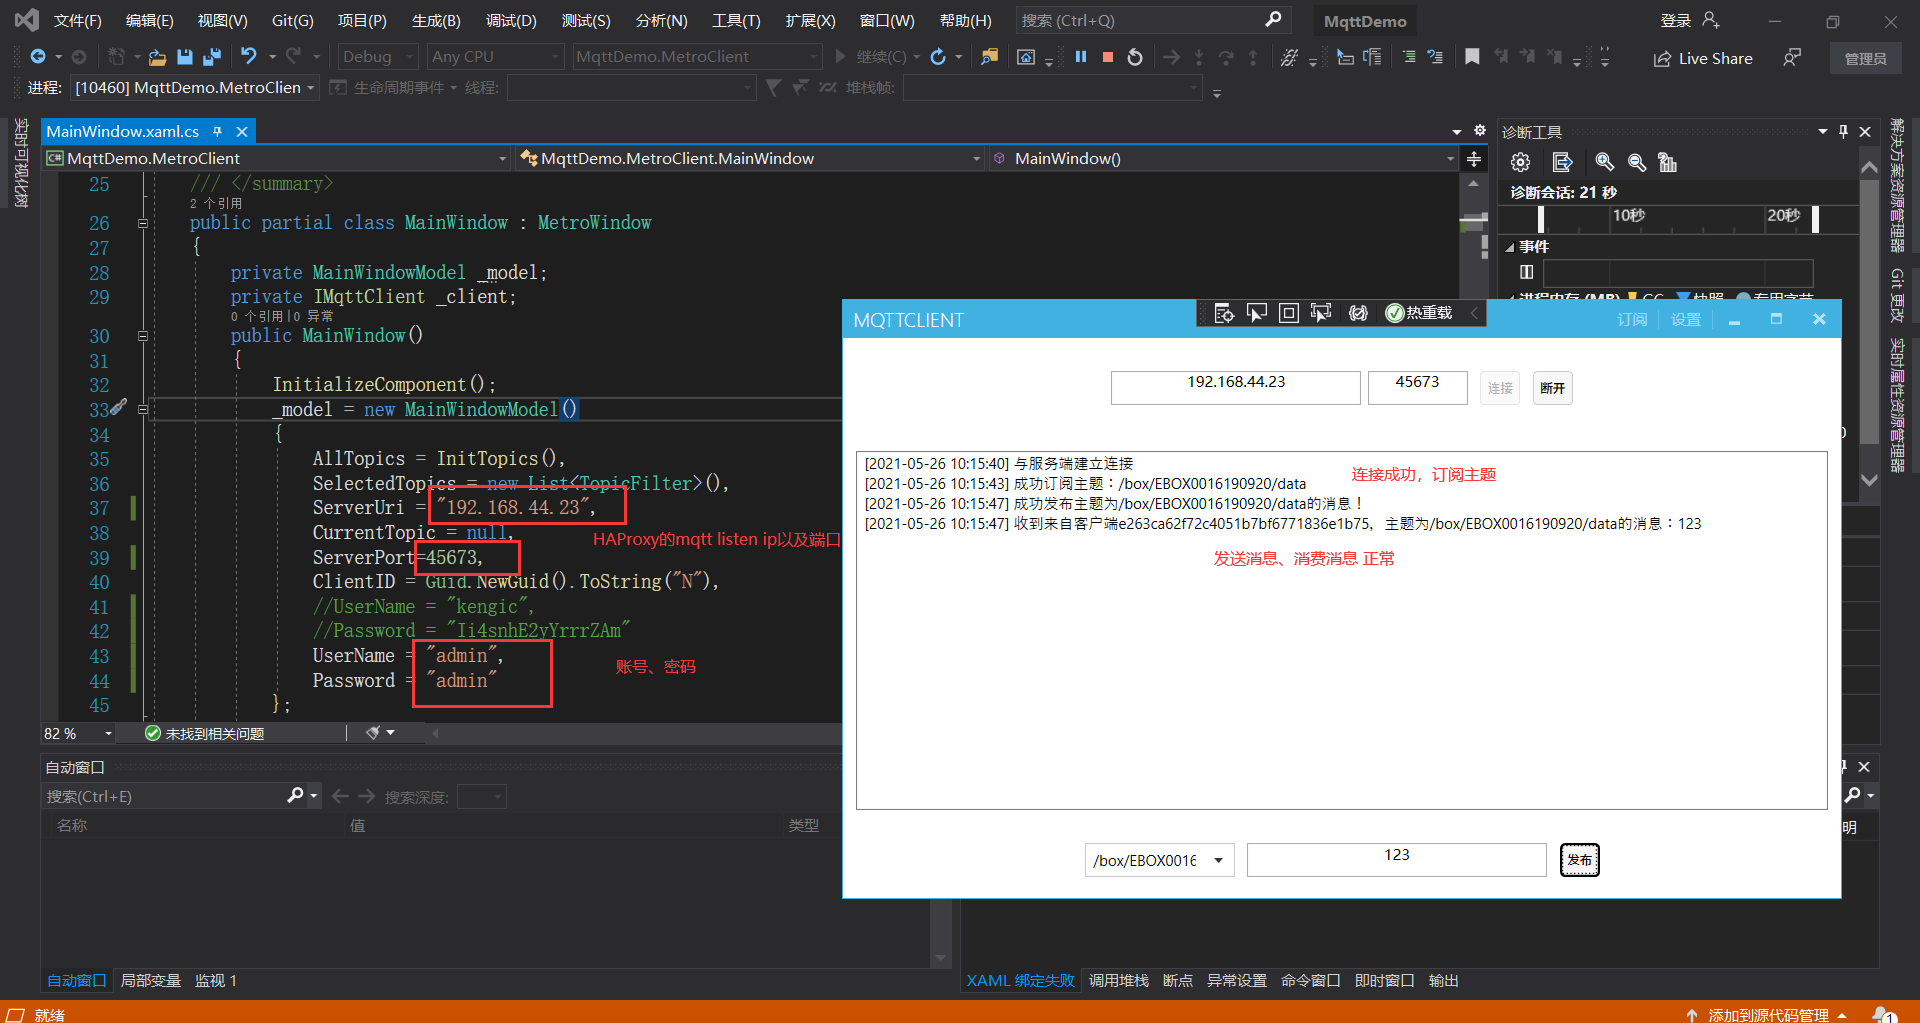 文件(F) 编辑(E) 视图(V) Git(G) 项目(P) 生成(B) 调试(D) 测试(S) 分析(N) 工具(T) 扩展(X) 窗口(W) 帮助(H) 搜索 (Ctrl+Q) MqttDemo 登录
Debug Any CPU MqttDemo.MetroClient 继续(C) Live Share 管理员
进程: [10460] MqttDemo.MetroClien 生命周期事件 线程: 堆栈帧:
实时可视化树
MainWindow.xaml.cs
MqttDemo.MetroClient MqttDemo.MetroClient.MainWindow MainWindow()
25 /// </summary>
2 个引用
26 public partial class MainWindow : MetroWindow
27 {
28 private MainWindowModel _model;
29 private IMqttClient _client;
0 个引用|0 异常
30 public MainWindow()
31 {
32 InitializeComponent();
33 _model = new MainWindowModel()
34 {
35 AllTopics = InitTopics(),
36 SelectedTopics = new List<TopicFilter>(),
37 ServerUri = "192.168.44.23",
38 CurrentTopic = null,
HAProxy的mqtt listen ip以及端口
39 ServerPort=45673,
40 ClientID = Guid.NewGuid().ToString("N"),
41 //UserName = "kengic",
42 //Password = "Ii4snhE2yYrrrZAm"
43 UserName = "admin",
账号、密码
44 Password = "admin"
45 };
82 % 未找到相关问题
诊断工具
诊断会话: 21 秒
10秒 20秒
事件
进程内存 (MB) GC 快照 专用字节
解决方案资源管理器
Git 更改
实时属性资源管理器
MQTTCLIENT 热重载 订阅 设置
192.168.44.23 45673 连接 断开
[2021-05-26 10:15:40] 与服务端建立连接
连接成功，订阅主题
[2021-05-26 10:15:43] 成功订阅主题：/box/EBOX0016190920/data
[2021-05-26 10:15:47] 成功发布主题为/box/EBOX0016190920/data的消息！
[2021-05-26 10:15:47] 收到来自客户端e263ca62f72c4051b7bf6771836e1b75，主题为/box/EBOX0016190920/data的消息：123
发送消息、消费消息 正常
/box/EBOX0016 123 发布
自动窗口
搜索(Ctrl+E) 搜索深度:
名称 值 类型
明
自动窗口 局部变量 监视 1
XAML 绑定失败 调用堆栈 断点 异常设置 命令窗口 即时窗口 输出
就绪 添加到源代码管理 1